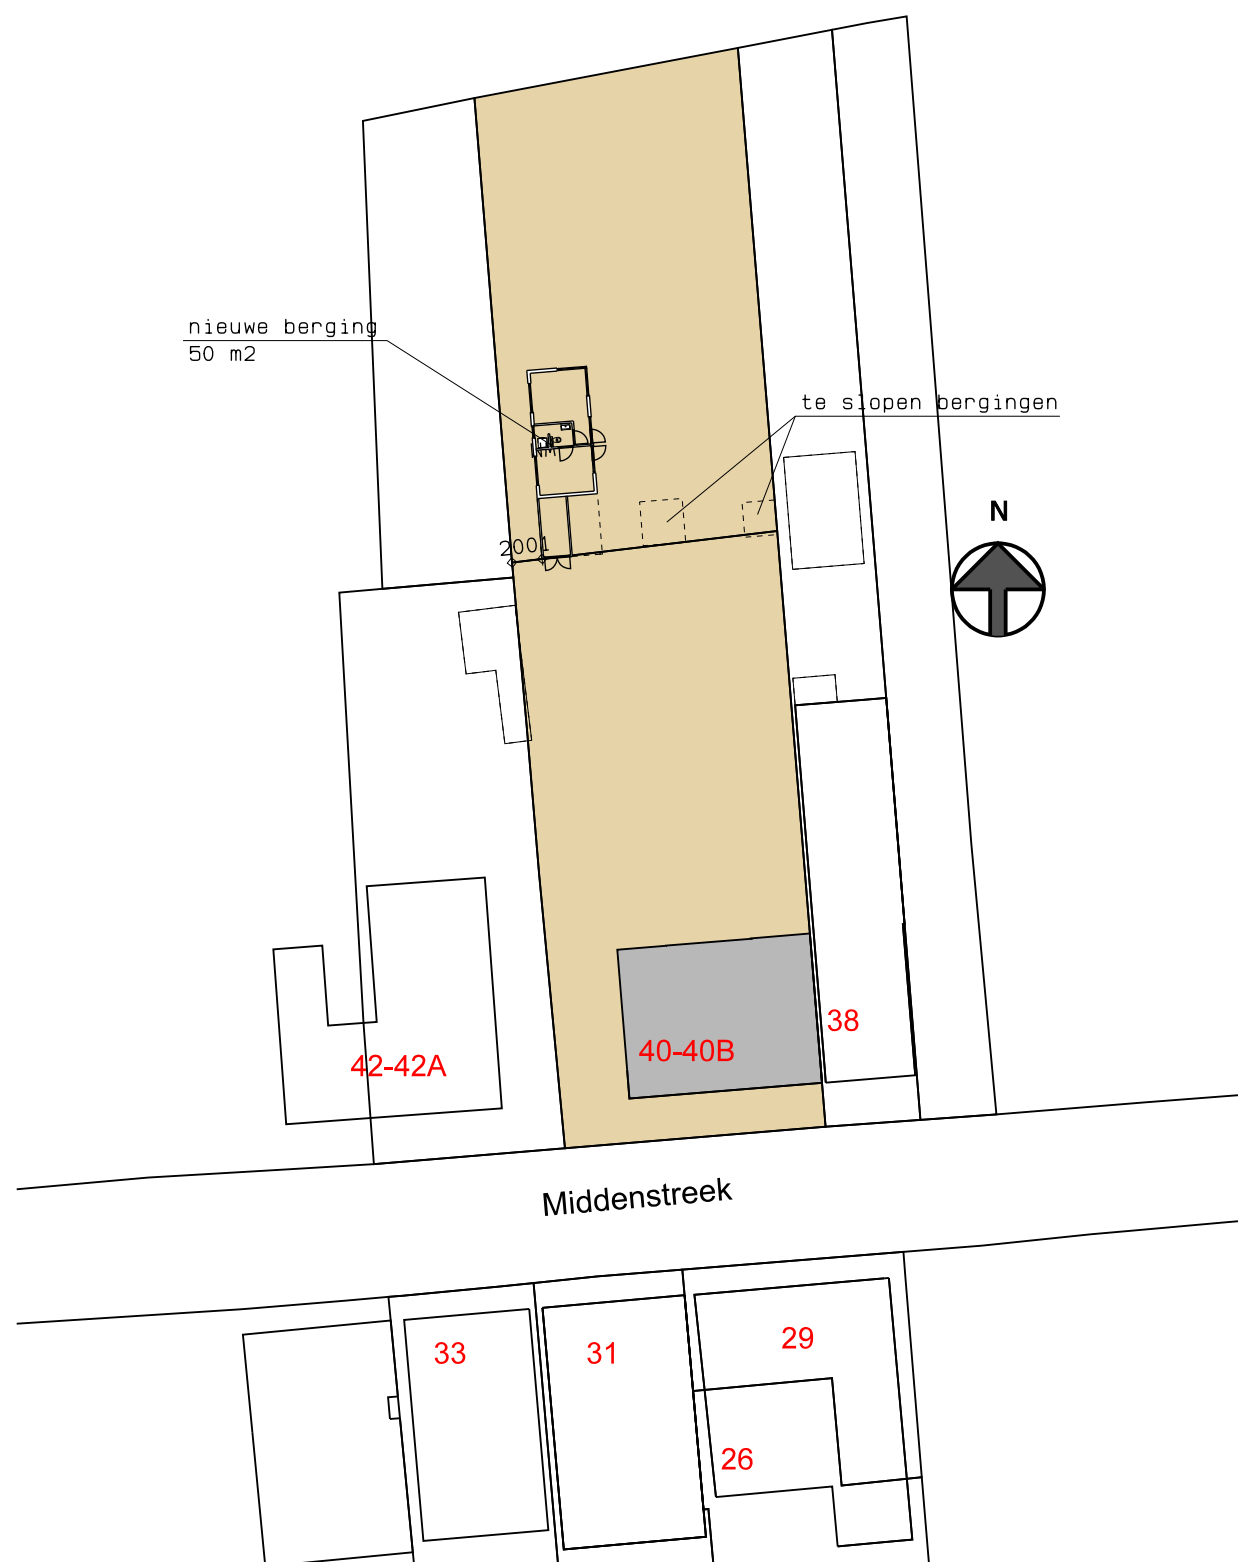 nieuwe berging
50 m2
te slopen bergingen
N
2001
38
40-40B
42-42A
Middenstreek
29
33
31
26